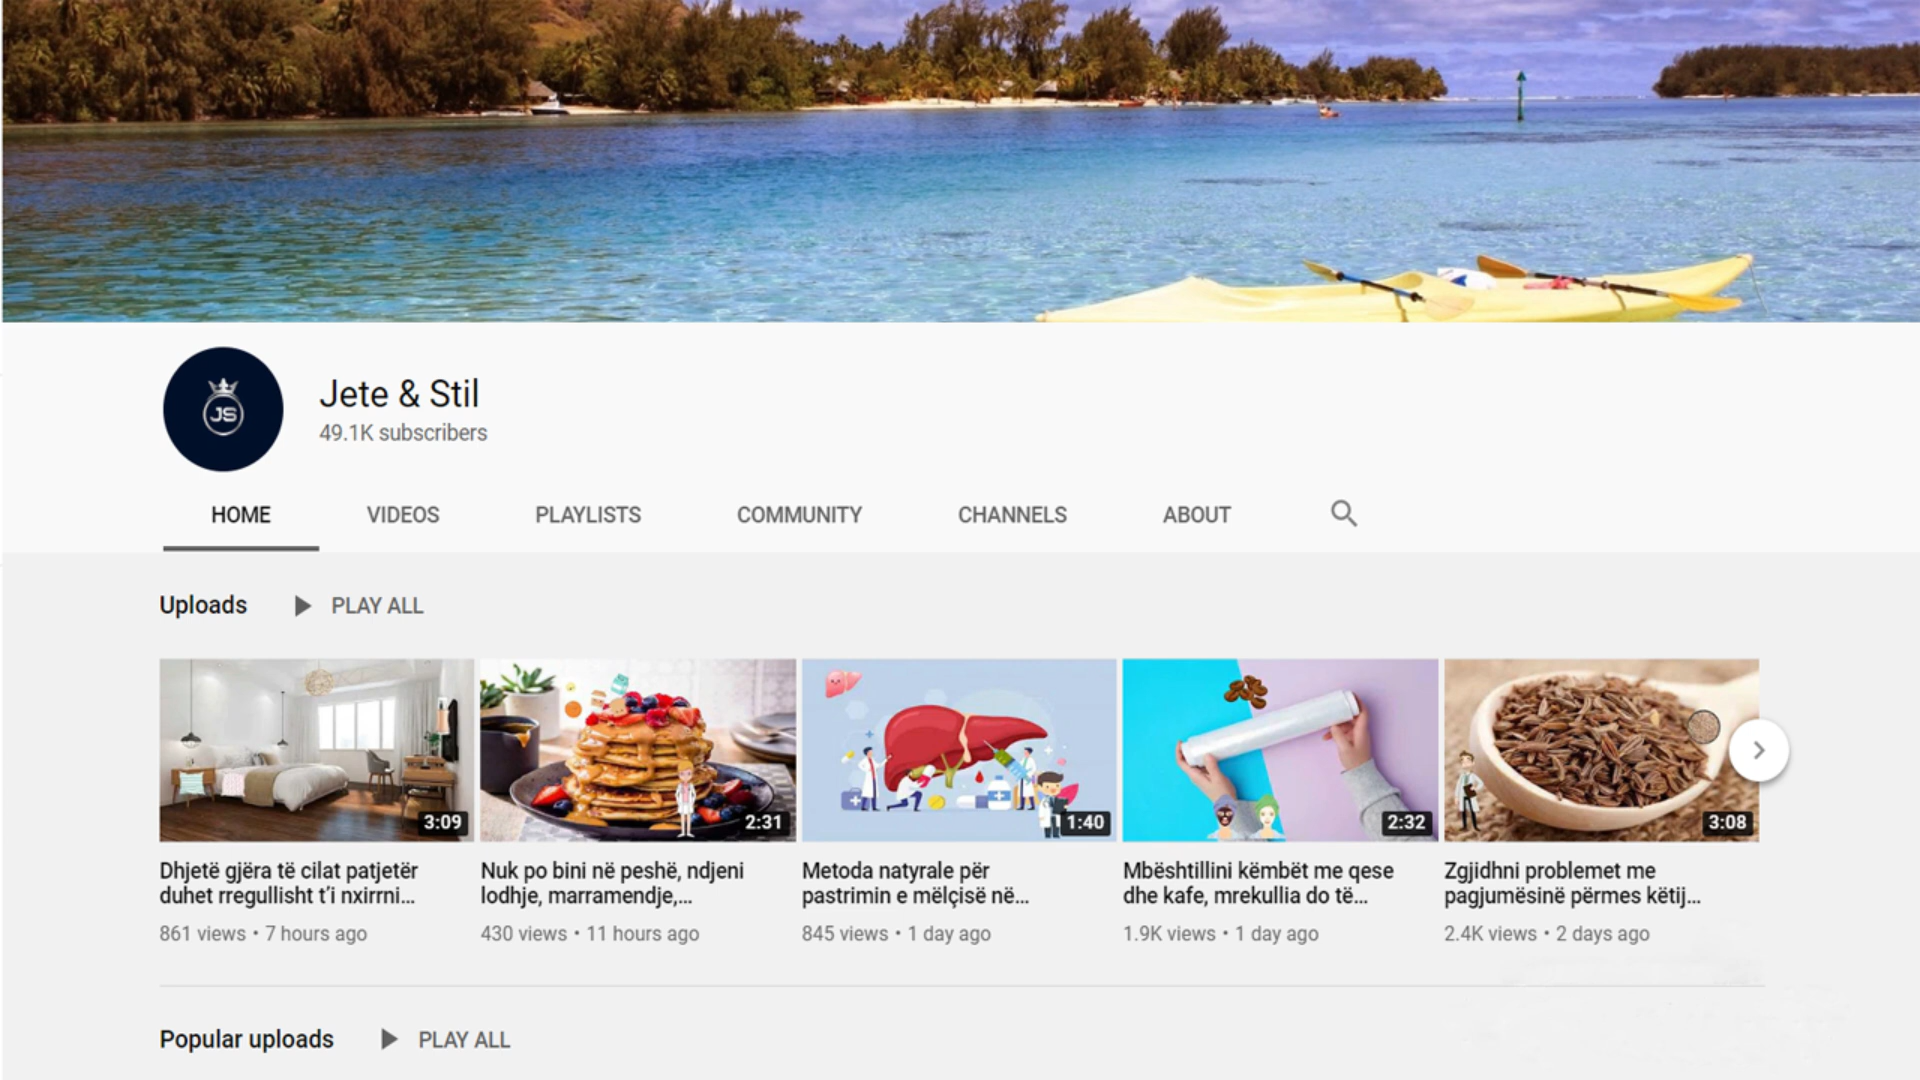 JS
Jete & Stil
49.1K subscribers
HOME VIDEOS PLAYLISTS COMMUNITY CHANNELS ABOUT
Uploads PLAY ALL
3:09 2:31 1:40 2:32 3:08
Dhjetë gjëra të cilat patjetër
duhet rregullisht t'i nxirrni...
861 views • 7 hours ago
Nuk po bini në peshë, ndjeni
lodhje, marramendje,...
430 views • 11 hours ago
Metoda natyrale për
pastrimin e mëlçisë në...
845 views • 1 day ago
Mbështillini këmbët me qese
dhe kafe, mrekullia do të...
1.9K views • 1 day ago
Zgjidhni problemet me
pagjumësinë përmes këtij...
2.4K views • 2 days ago
Popular uploads PLAY ALL